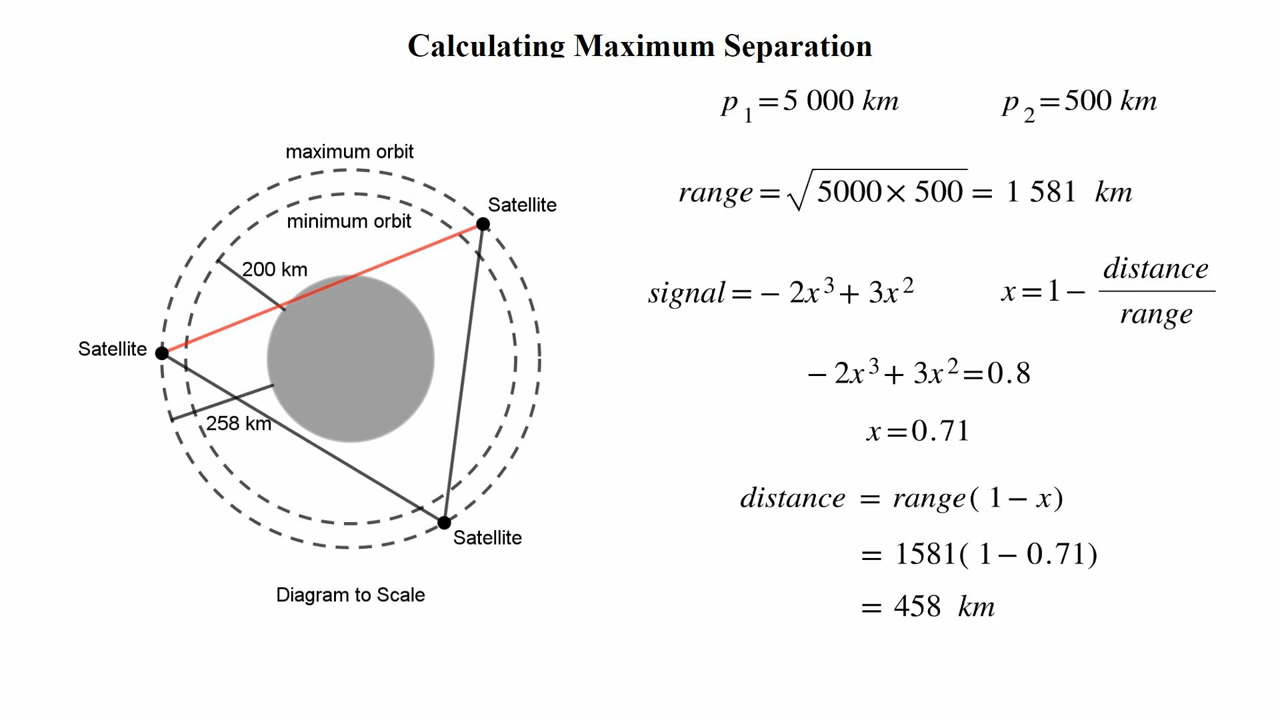 Calculating Maximum Separation
maximum orbit
minimum orbit
Satellite
200 km
Satellite
258 km
Satellite
Diagram to Scale
p₁ = 5 000 km
p₂ = 500 km
range = √(5000 × 500) = 1 581 km
signal = − 2x³ + 3x²
x = 1 − distance / range
− 2x³ + 3x² = 0.8
x = 0.71
distance = range( 1 − x)
= 1581( 1 − 0.71)
= 458 km